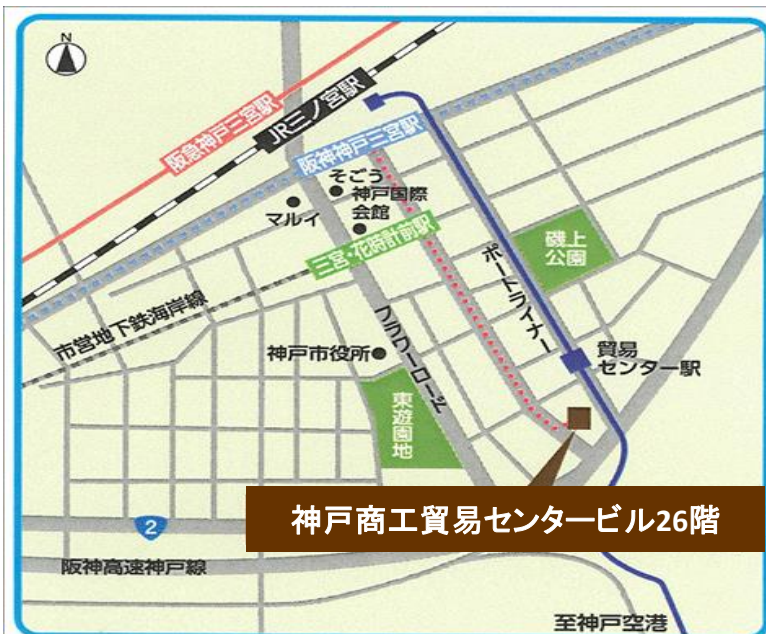 N
阪急神戸三宮駅
JR三ノ宮駅
阪神神戸三宮駅
そごう
神戸国際
会館
マルイ
三宮・花時計前駅
磯上
公園
ポートライナー
市営地下鉄海岸線
フラワーロード
神戸市役所
貿易
センター駅
東遊園地
神戸商工貿易センタービル26階
2
阪神高速神戸線
至神戸空港